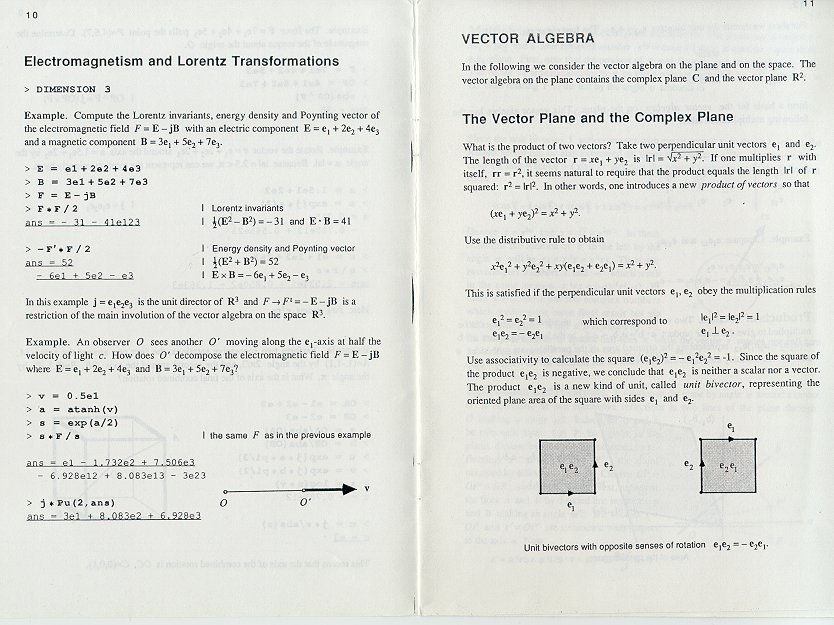 10
Electromagnetism and Lorentz Transformations
> DIMENSION 3
Example. Compute the Lorentz invariants, energy density and Poynting vector of
the electromagnetic field F = E – jB with an electric component E = e₁ + 2e₂ + 4e₃
and a magnetic component B = 3e₁ + 5e₂ + 7e₃.
> E = e1 + 2e2 + 4e3
> B = 3e1 + 5e2 + 7e3
> F = E – jB
> F * F / 2 | Lorentz invariants
ans = – 31 – 41e123 | ½(E² – B²) = – 31 and E · B = 41
> – F' * F / 2 | Energy density and Poynting vector
ans = 52 | ½(E² + B²) = 52
– 6e1 + 5e2 – e3 | E × B = – 6e₁ + 5e₂ – e₃
In this example j = e₁e₂e₃ is the unit director of R³ and F → Fᶦ = – E – jB is a
restriction of the main involution of the vector algebra on the space R³.
Example. An observer O sees another O' moving along the e₁-axis at half the
velocity of light c. How does O' decompose the electromagnetic field F = E – jB
where E = e₁ + 2e₂ + 4e₃ and B = 3e₁ + 5e₂ + 7e₃?
> v = 0.5e1
> a = atanh(v)
> s = exp(a/2)
> s * F / s | the same F as in the previous example
ans = e1 – 1.732e2 + 7.506e3
– 6.928e12 + 8.083e13 – 3e23
> j * Pu(2, ans)
ans = 3e1 + 8.083e2 + 6.928e3
O O' v
11
VECTOR ALGEBRA
In the following we consider the vector algebra on the plane and on the space. The
vector algebra on the plane contains the complex plane C and the vector plane R².
The Vector Plane and the Complex Plane
What is the product of two vectors? Take two perpendicular unit vectors e₁ and e₂.
The length of the vector r = xe₁ + ye₂ is |r| = √x² + y². If one multiplies r with
itself, rr = r², it seems natural to require that the product equals the length |r| of r
squared: r² = |r|². In other words, one introduces a new product of vectors so that
(xe₁ + ye₂)² = x² + y².
Use the distributive rule to obtain
x²e₁² + y²e₂² + xy(e₁e₂ + e₂e₁) = x² + y².
This is satisfied if the perpendicular unit vectors e₁, e₂ obey the multiplication rules
e₁² = e₂² = 1 which correspond to |e₁|² = |e₂|² = 1
e₁e₂ = – e₂e₁ e₁ ⊥ e₂ .
Use associativity to calculate the square (e₁e₂)² = – e₁²e₂² = -1. Since the square of
the product e₁e₂ is negative, we conclude that e₁e₂ is neither a scalar nor a vector.
The product e₁e₂ is a new kind of unit, called unit bivector, representing the
oriented plane area of the square with sides e₁ and e₂.
e₁
e₁e₂ e₂ e₂ e₂e₁
e₁
Unit bivectors with opposite senses of rotation e₁e₂ = – e₂e₁.